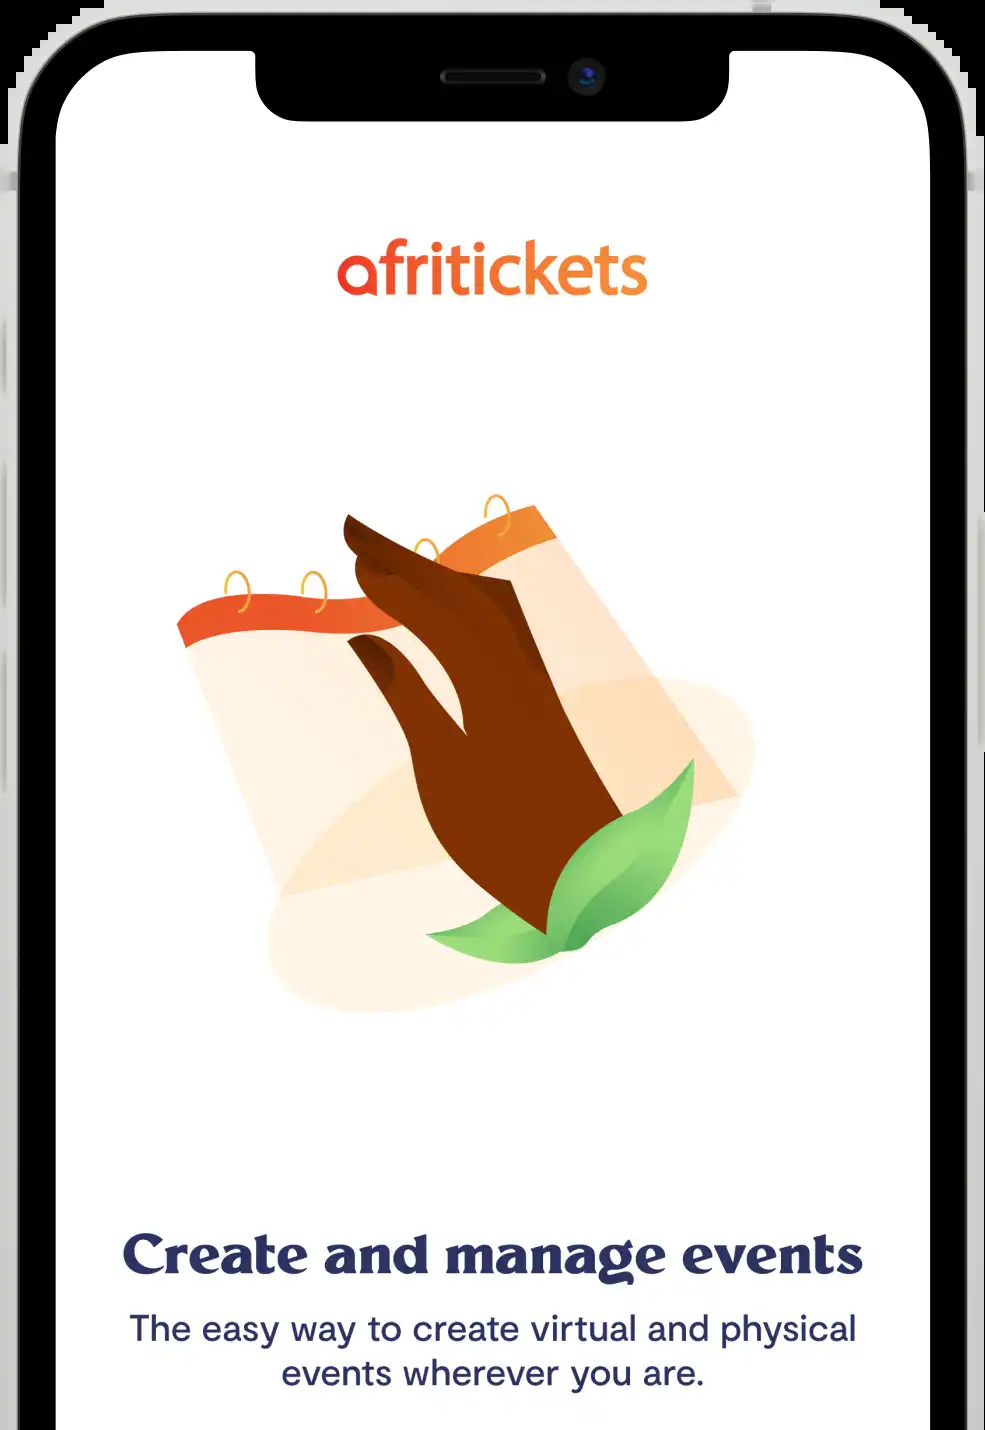 afritickets
Create and manage events
The easy way to create virtual and physical
events wherever you are.